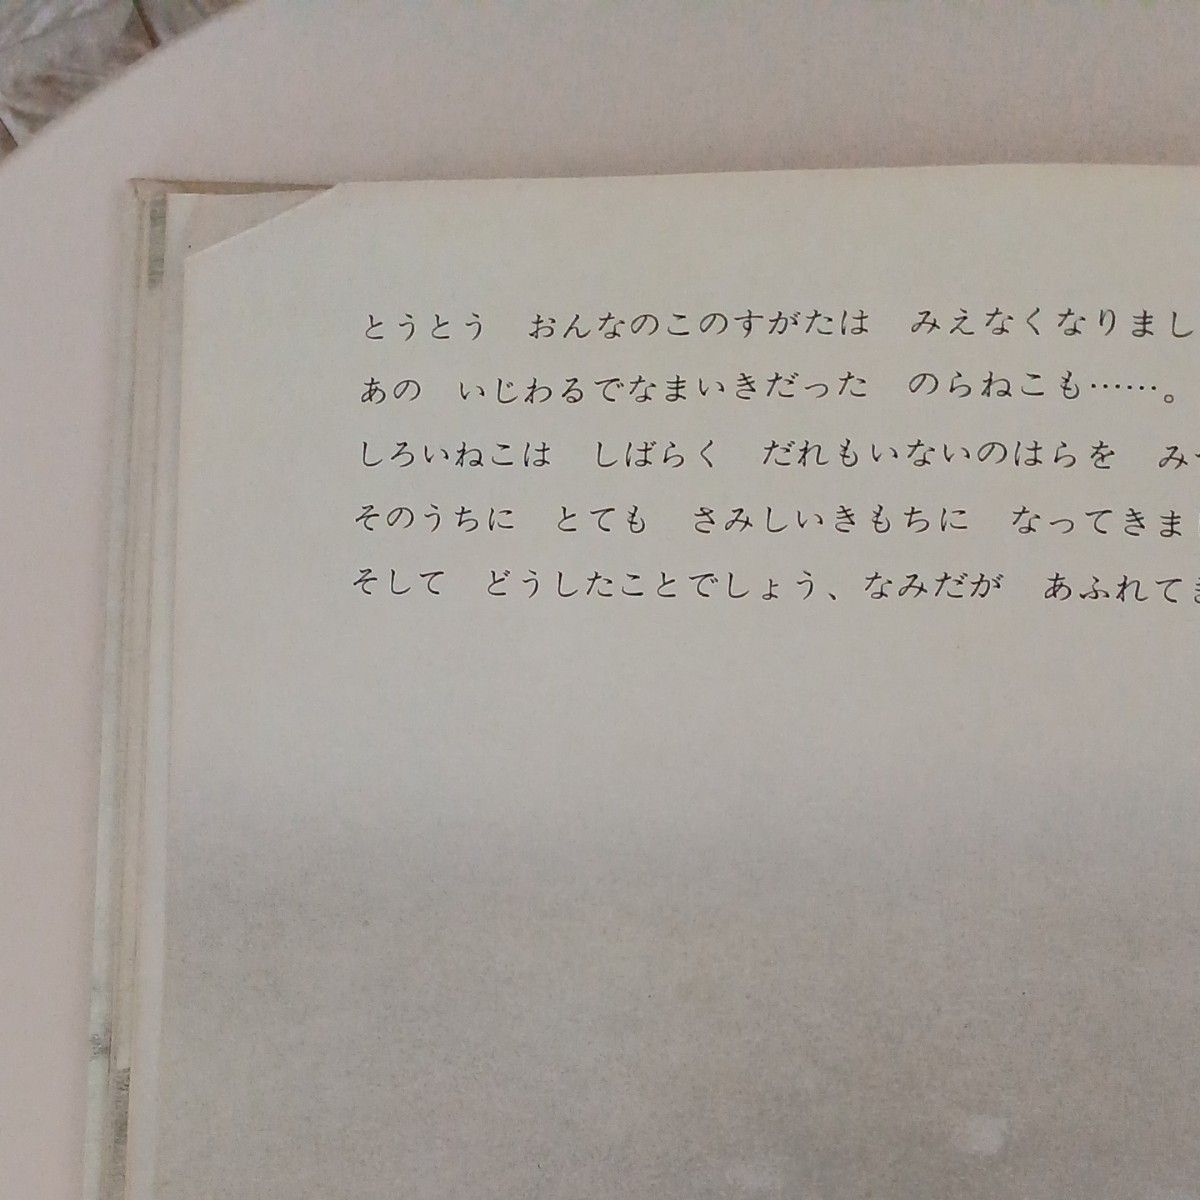 とうとう　おんなのこのすがたは　みえなくなりまし
あの　いじわるでなまいきだった　のらねこも……。
しろいねこは　しばらく　だれもいないのはらを　み
そのうちに　とても　さみしいきもちに　なってきま
そして　どうしたことでしょう、なみだが　あふれて